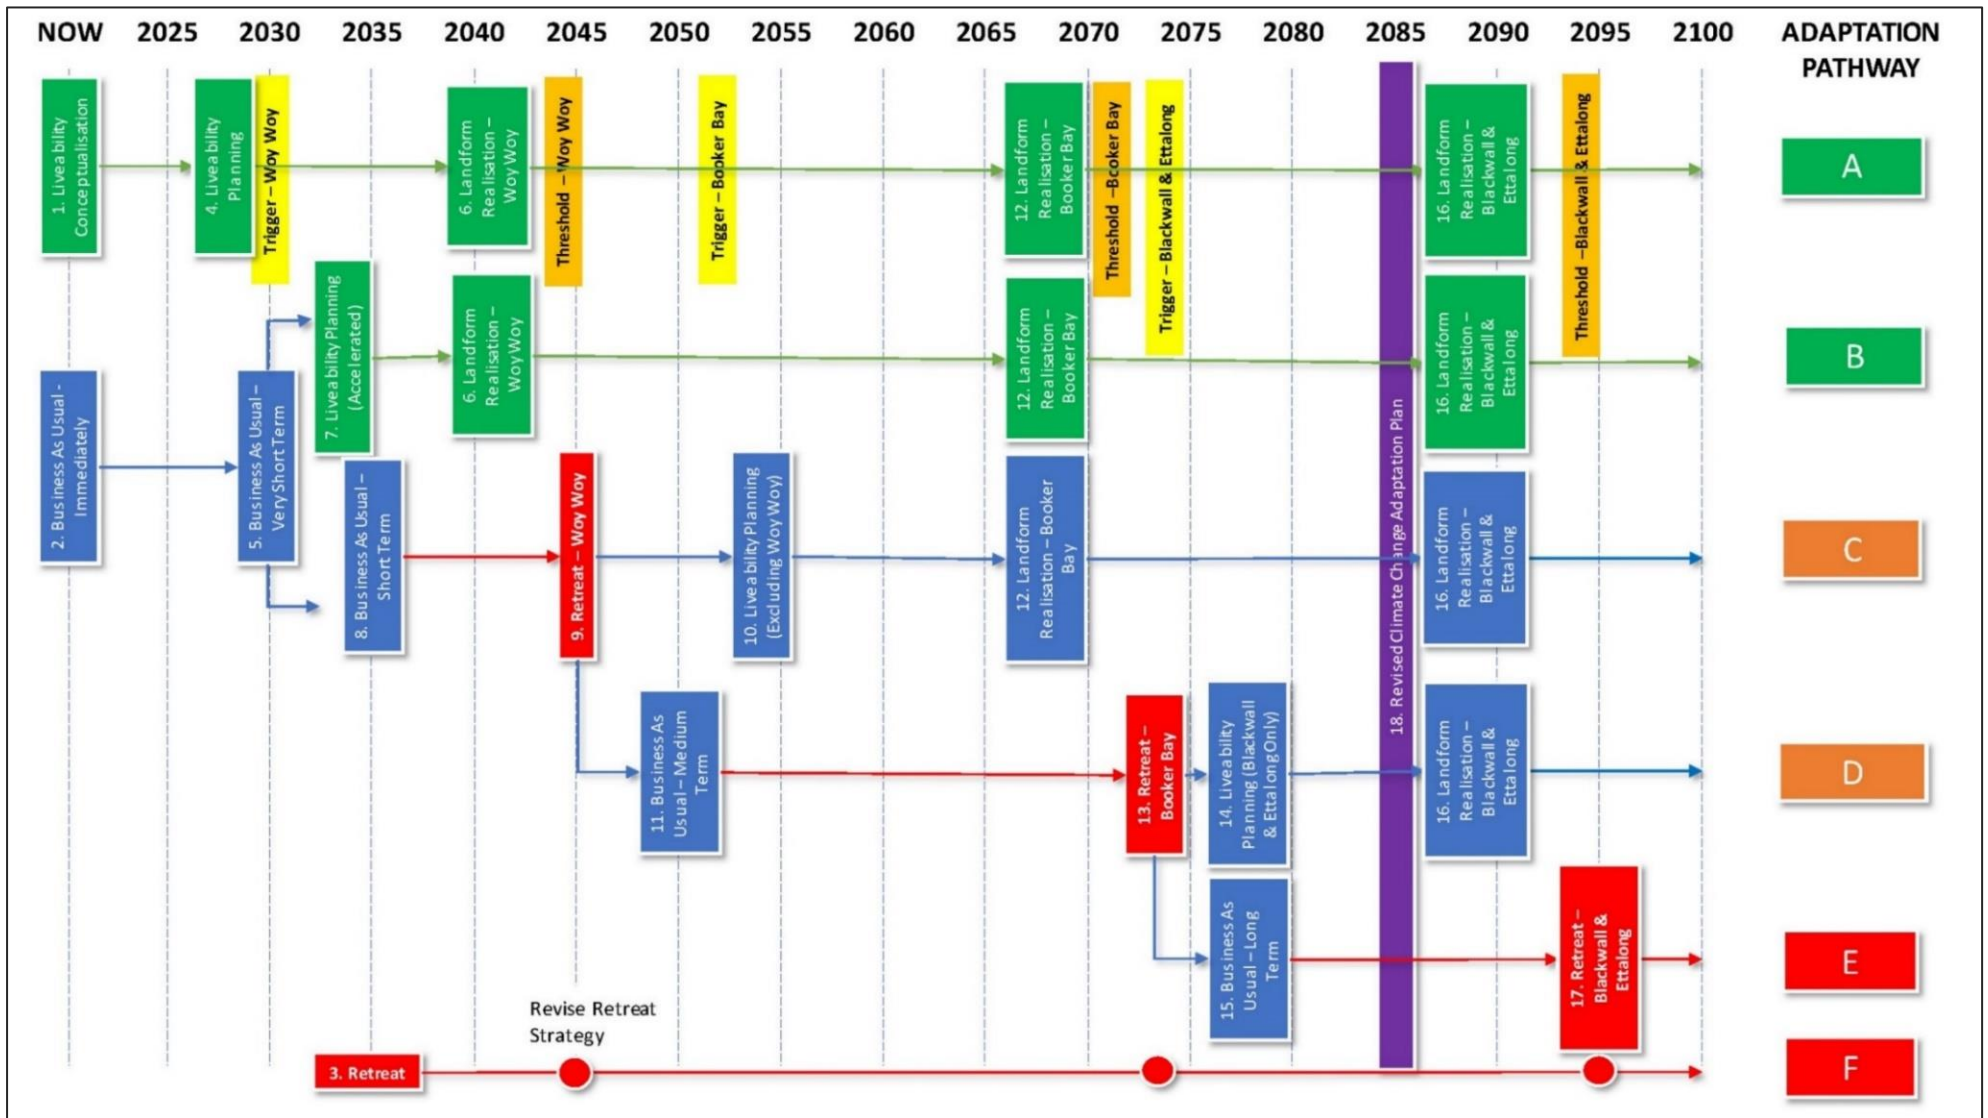 NOW 2025 2030 2035 2040 2045 2050 2055 2060 2065 2070 2075 2080 2085 2090 2095 2100
ADAPTATION
PATHWAY
1. Liveability
Conceptualisation
4. Liveability
Planning
Trigger – Woy Woy
6. Landform
Realisation –
Woy Woy
Threshold – Woy Woy
Trigger – Booker Bay
12. Landform
Realisation –
Booker Bay
Threshold – Booker Bay
Trigger – Blackwall & Ettalong
16. Landform
Realisation –
Blackwall &
Ettalong
Threshold – Blackwall & Ettalong
A
2. Business As Usual -
Immediately
5. Business As Usual –
Very Short Term
7. Liveability Planning
(Accelerated)
6. Landform
Realisation –
Woy Woy
12. Landform
Realisation –
Booker Bay
16. Landform
Realisation –
Blackwall &
Ettalong
B
8. Business As Usual –
Short Term
9. Retreat – Woy Woy
10. Liveability Planning
(Excluding Woy Woy)
12. Landform
Realisation – Booker
Bay
18. Revised Climate Change Adaptation Plan
16. Landform
Realisation –
Blackwall &
Ettalong
C
11. Business As
Usual – Medium
Term
13. Retreat –
Booker Bay
14. Liveability
Planning (Blackwall
& Ettalong Only)
16. Landform
Realisation –
Blackwall &
Ettalong
D
15. Business As
Usual – Long
Term
17. Retreat –
Blackwall &
Ettalong
E
Revise Retreat
Strategy
3. Retreat
F